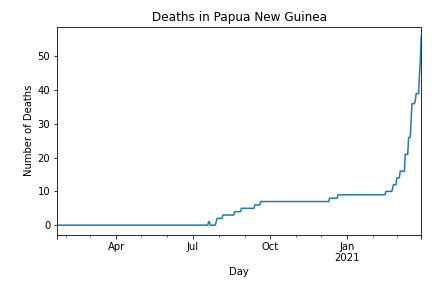 Deaths in Papua New Guinea
Number of Deaths
50
40
30
20
10
0
Apr
Jul
Oct
Jan
2021
Day